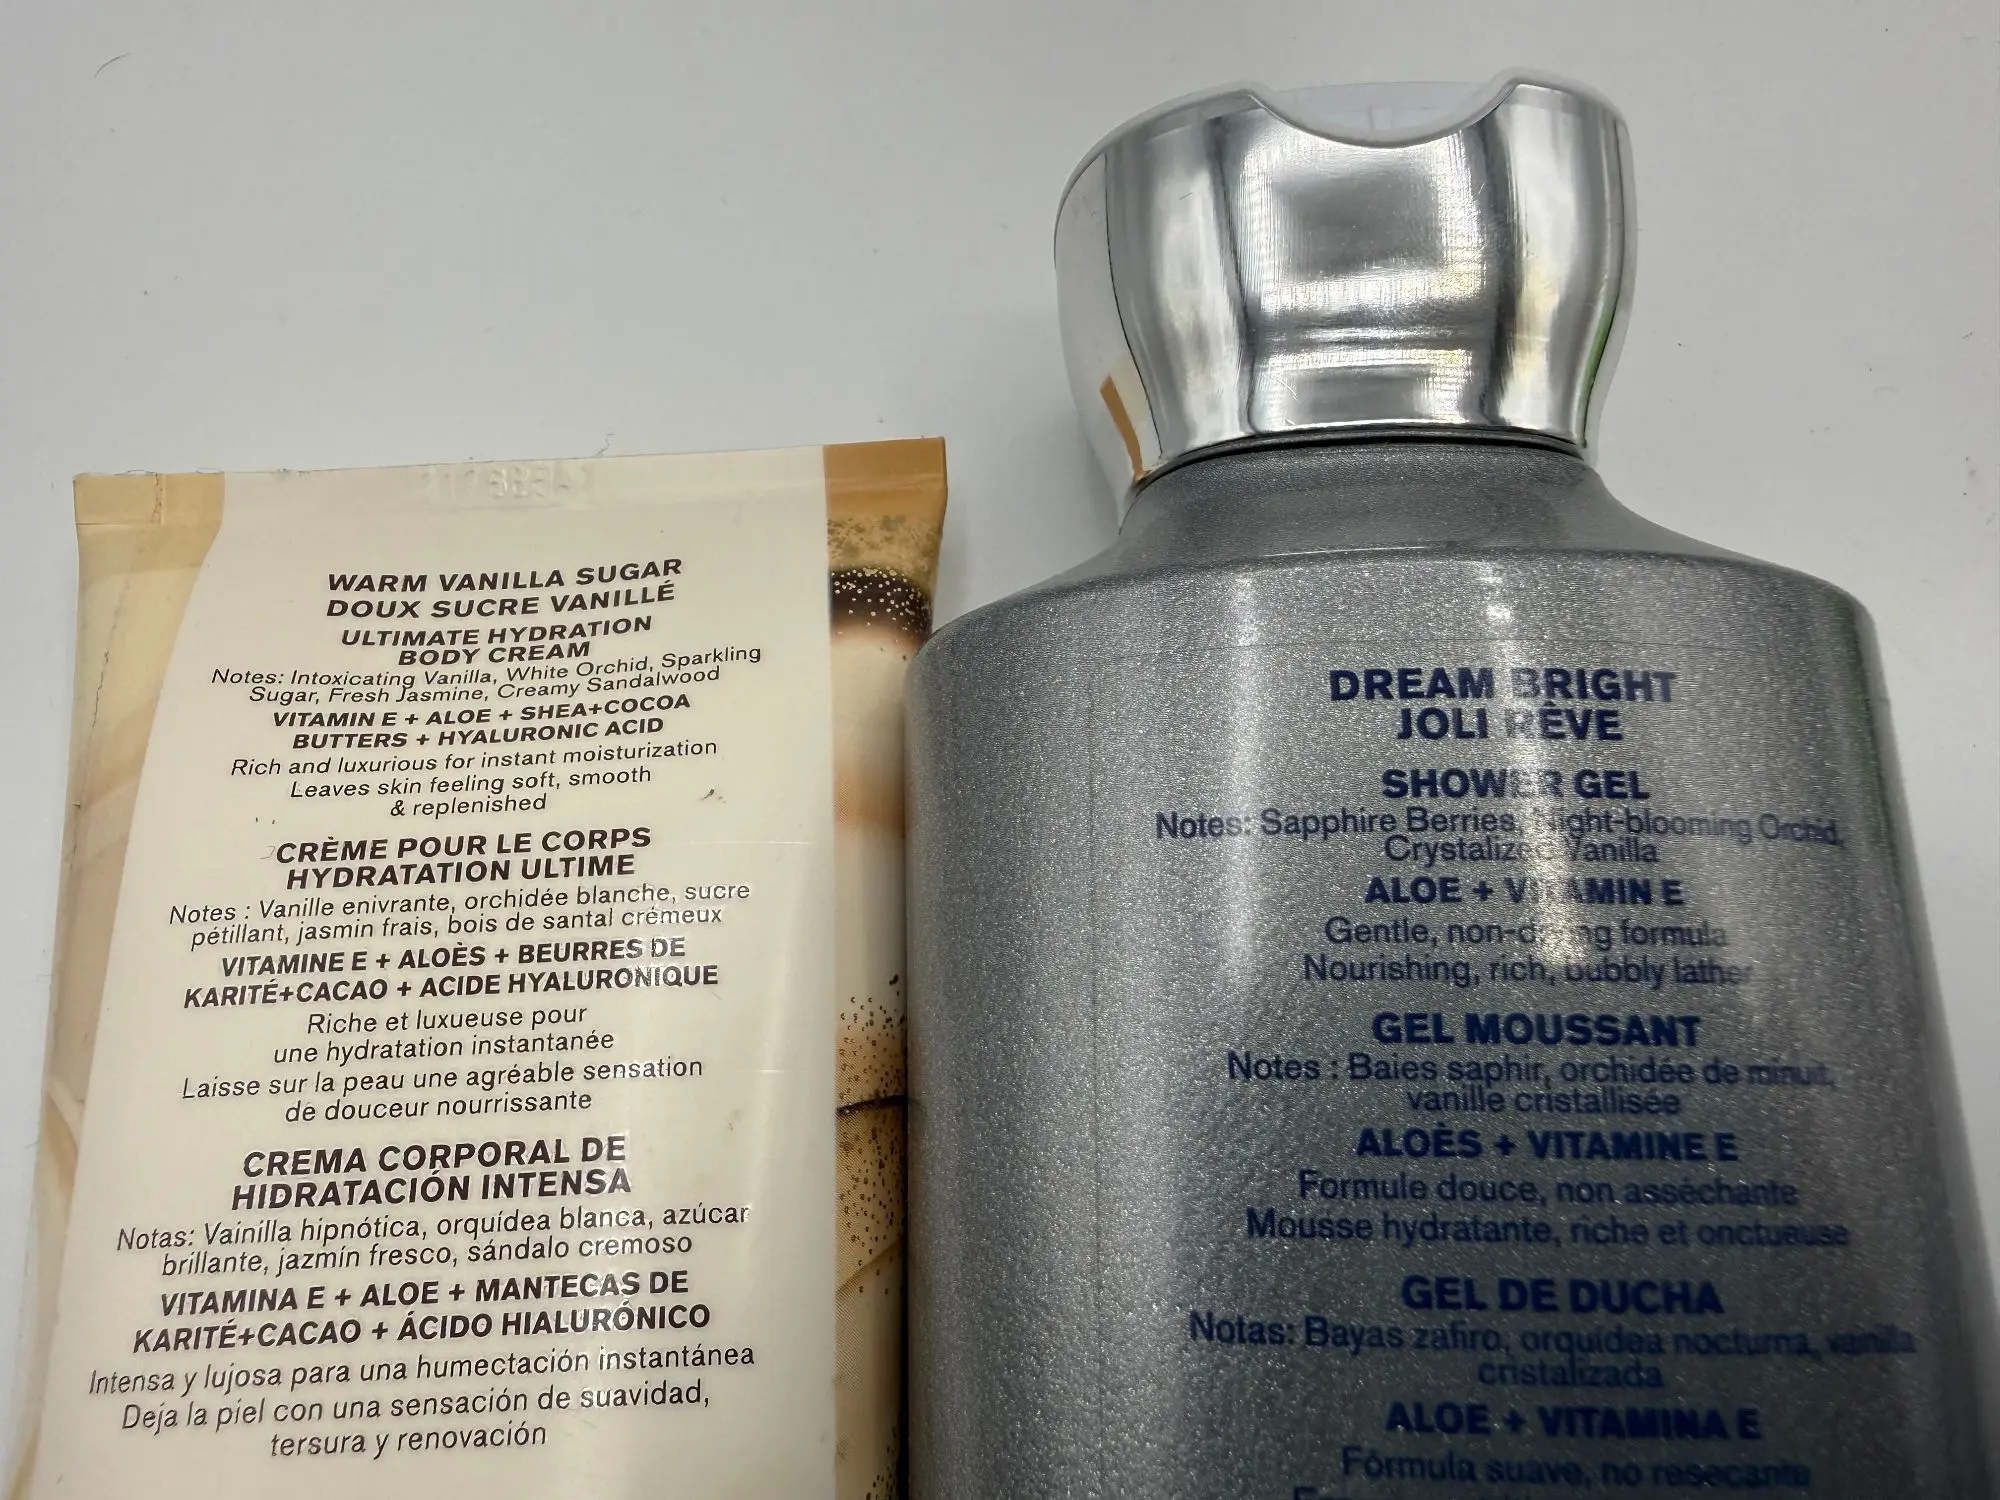 WARM VANILLA SUGAR
DOUX SUCRE VANILLÉ
ULTIMATE HYDRATION
BODY CREAM
Notes: Intoxicating Vanilla, White Orchid, Sparkling
Sugar, Fresh Jasmine, Creamy Sandalwood
VITAMIN E + ALOE + SHEA+COCOA
BUTTERS + HYALURONIC ACID
Rich and luxurious for instant moisturization
Leaves skin feeling soft, smooth
& replenished
CRÈME POUR LE CORPS
HYDRATATION ULTIME
Notes : Vanille enivrante, orchidée blanche, sucre
pétillant, jasmin frais, bois de santal crémeux
VITAMINE E + ALOÈS + BEURRES DE
KARITÉ+CACAO + ACIDE HYALURONIQUE
Riche et luxueuse pour
une hydratation instantanée
Laisse sur la peau une agréable sensation
de douceur nourrissante
CREMA CORPORAL DE
HIDRATACIÓN INTENSA
Notas: Vainilla hipnótica, orquídea blanca, azúcar
brillante, jazmín fresco, sándalo cremoso
VITAMINA E + ALOE + MANTECAS DE
KARITÉ+CACAO + ÁCIDO HIALURÓNICO
Intensa y lujosa para una humectación instantánea
Deja la piel con una sensación de suavidad,
tersura y renovación
DREAM BRIGHT
JOLI RÊVE
SHOWER GEL
Notes: Sapphire Berries, Night-blooming Orchid,
Crystalized Vanilla
ALOE + VITAMIN E
Gentle, non-drying formula
Nourishing, rich, bubbly lather
GEL MOUSSANT
Notes : Baies saphir, orchidée de minuit,
vanille cristallisée
ALOÈS + VITAMINE E
Formule douce, non asséchante
Mousse hydratante, riche et onctueuse
GEL DE DUCHA
Notas: Bayas zafiro, orquídea nocturna, vainilla
cristalizada
ALOE + VITAMINA E
Fórmula suave, no resecante